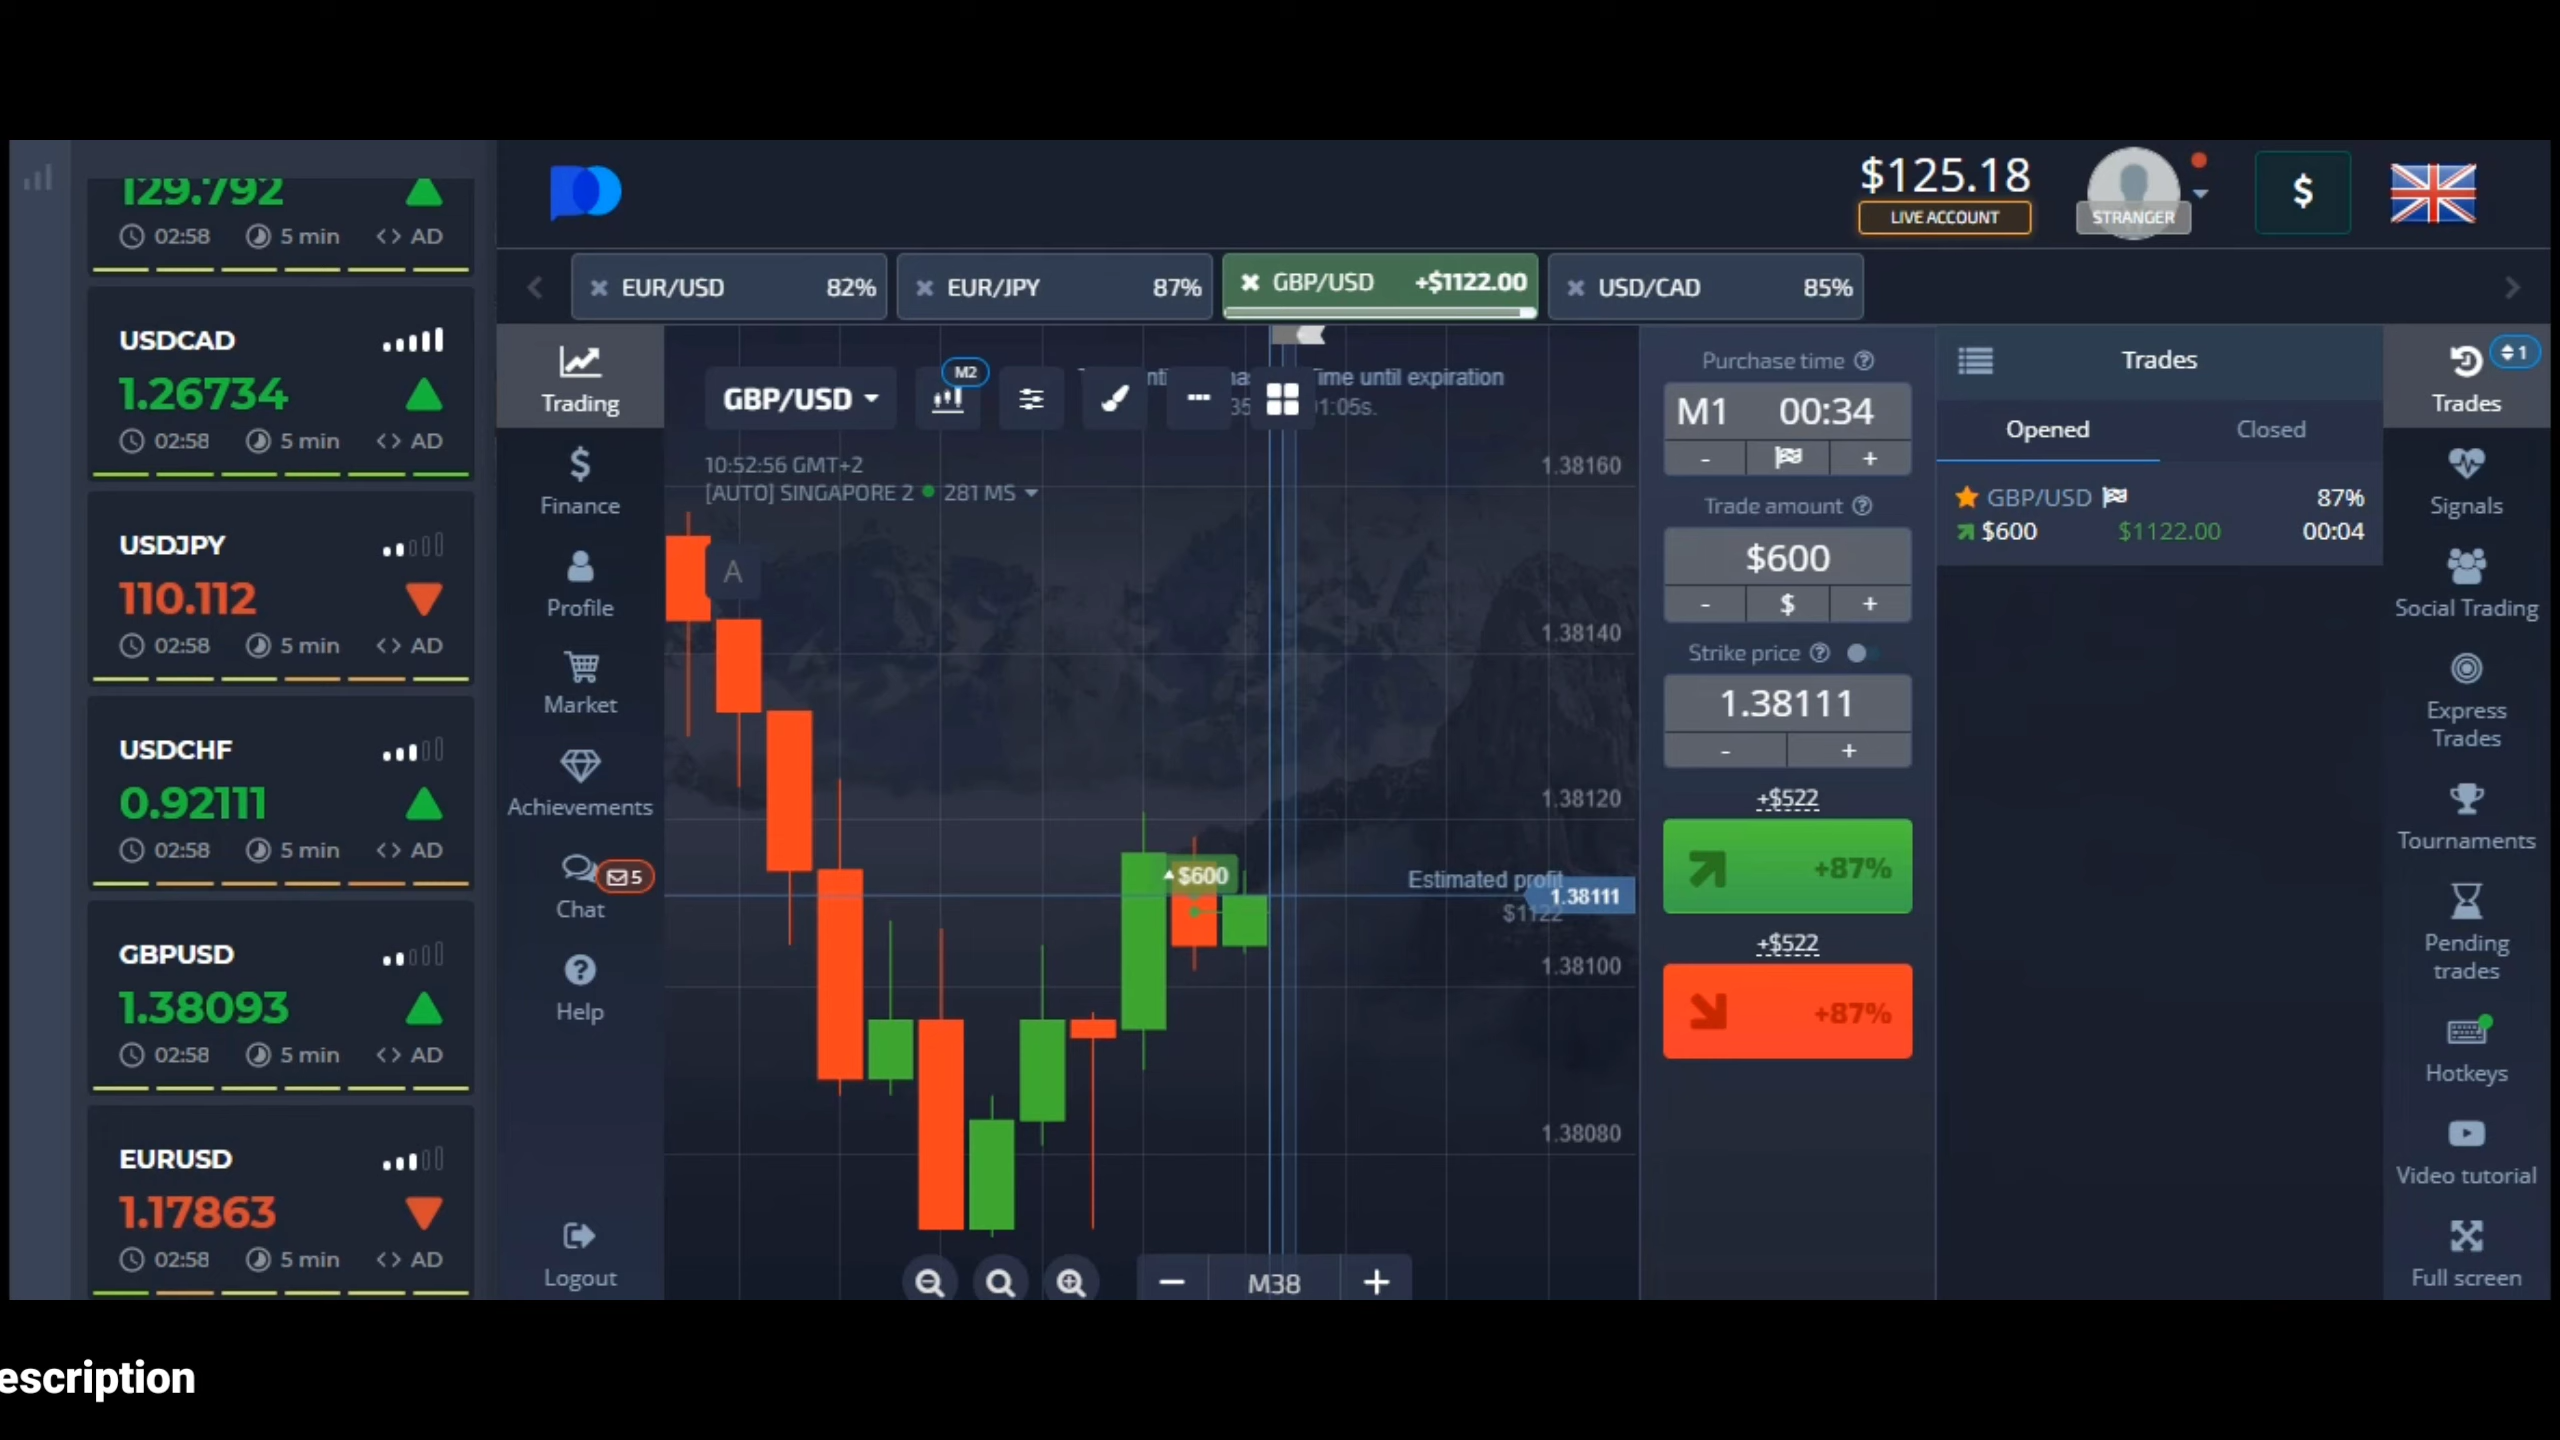 129.792
02:58 5 min <> AD
USDCAD
1.26734
02:58 5 min <> AD
USDJPY
110.112
02:58 5 min <> AD
USDCHF
0.92111
02:58 5 min <> AD
GBPUSD
1.38093
02:58 5 min <> AD
EURUSD
1.17863
02:58 5 min <> AD
$125.18
LIVE ACCOUNT
STRANGER
$
EUR/USD 82%
EUR/JPY 87%
GBP/USD +$1122.00
USD/CAD 85%
Trading
Finance
Profile
Market
Achievements
5
Chat
Help
Logout
GBP/USD
M2
ime until expiration
1:05s.
10:52:56 GMT+2
[AUTO] SINGAPORE 2 281 MS
A
1.38160
1.38140
1.38120
1.38100
1.38080
$600
Estimated profit
1.38111
$1122
- M38 +
Purchase time
M1 00:34
- +
Trade amount
$600
- $ +
Strike price
1.38111
- +
+$522
+87%
+$522
+87%
Trades
Opened Closed
GBP/USD 87%
$600 $1122.00 00:04
1
Trades
Signals
Social Trading
Express
Trades
Tournaments
Pending
trades
Hotkeys
Video tutorial
Full screen
escription